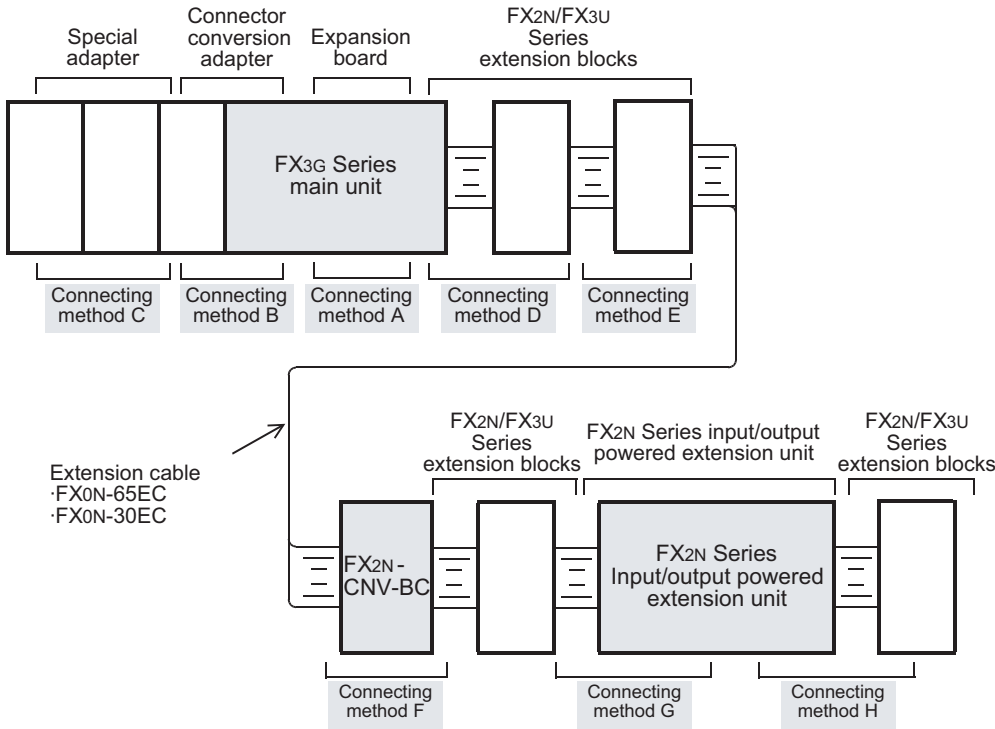 Special
adapter
Connector
conversion
adapter
Expansion
board
FX2N/FX3U
Series
extension blocks
FX3G Series
main unit
Connecting
method C
Connecting
method B
Connecting
method A
Connecting
method D
Connecting
method E
Extension cable
·FX0N-65EC
·FX0N-30EC
FX2N/FX3U
Series
extension blocks
FX2N Series input/output
powered extension unit
FX2N/FX3U
Series
extension blocks
FX2N -
CNV-BC
FX2N Series
Input/output powered
extension unit
Connecting
method F
Connecting
method G
Connecting
method H